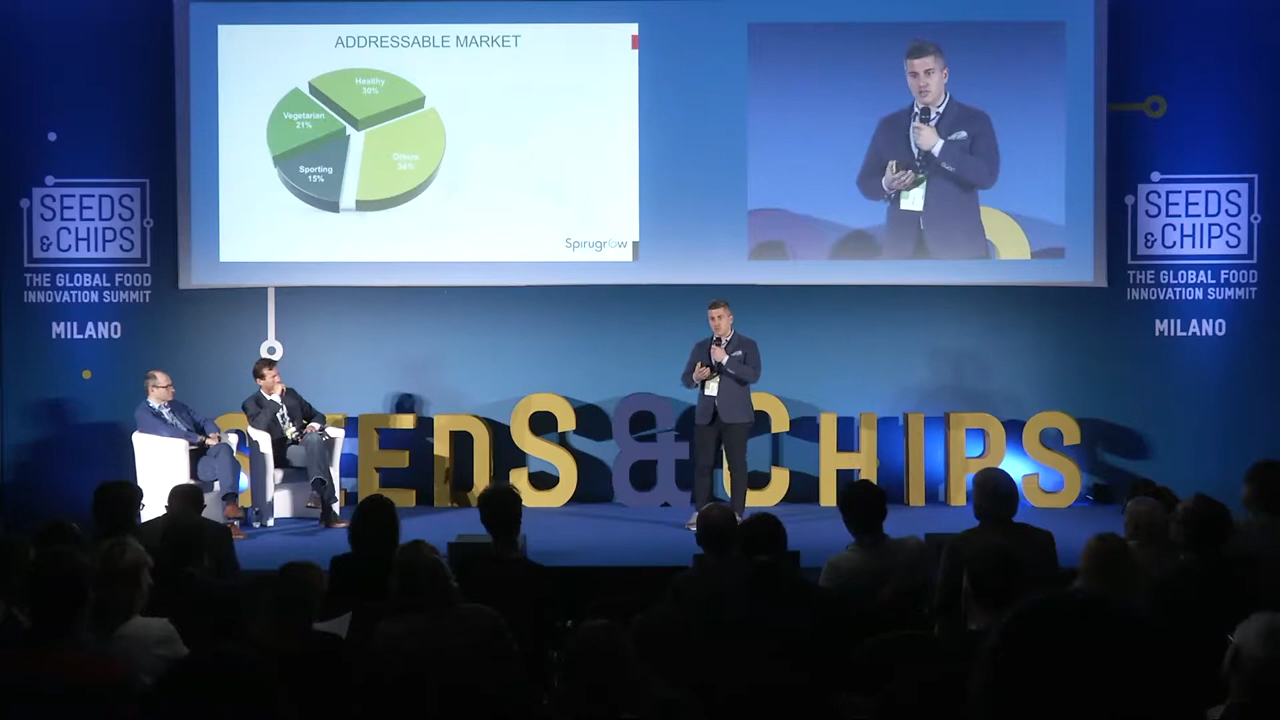 ADDRESSABLE MARKET
Healthy
30%
Vegetarian
21%
Others
34%
Sporting
15%
Spirugrow
SEEDS
& CHIPS
THE GLOBAL FOOD
INNOVATION SUMMIT
MILANO
SEEDS
& CHIPS
THE GLOBAL FOOD
INNOVATION SUMMIT
MILANO
SEEDS & CHIPS